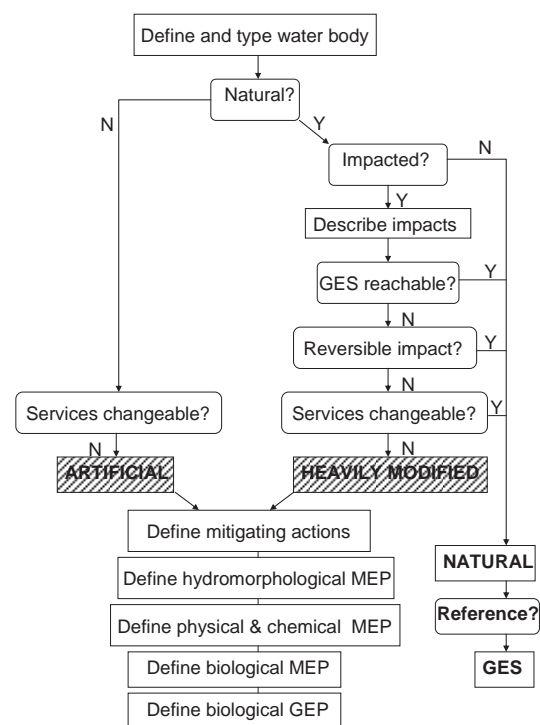 Define and type water body
Natural?
N
Y
Impacted?
N
Y
Describe impacts
GES reachable?
Y
N
Reversible impact?
Y
N
Services changeable?
Services changeable?
Y
N
N
ARTIFICIAL
HEAVILY MODIFIED
Define mitigating actions
Define hydromorphological MEP
Define physical & chemical MEP
Define biological MEP
Define biological GEP
NATURAL
Reference?
GES